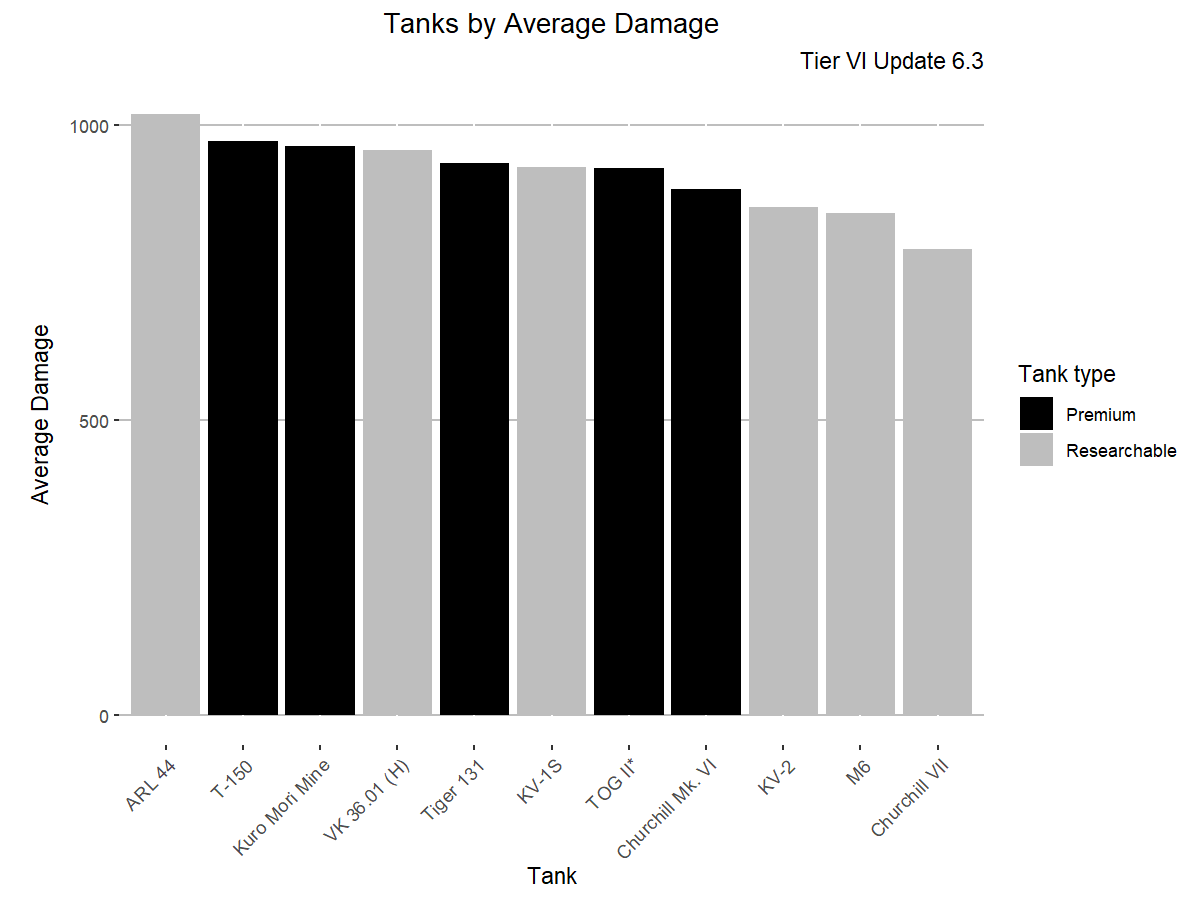 Tanks by Average Damage
Tier VI Update 6.3
Average Damage
1000
500
0
ARL 44
T-150
Kuro Mori Mine
VK 36.01 (H)
Tiger 131
KV-1S
TOG II*
Churchill Mk. VI
KV-2
M6
Churchill VII
Tank
Tank type
Premium
Researchable